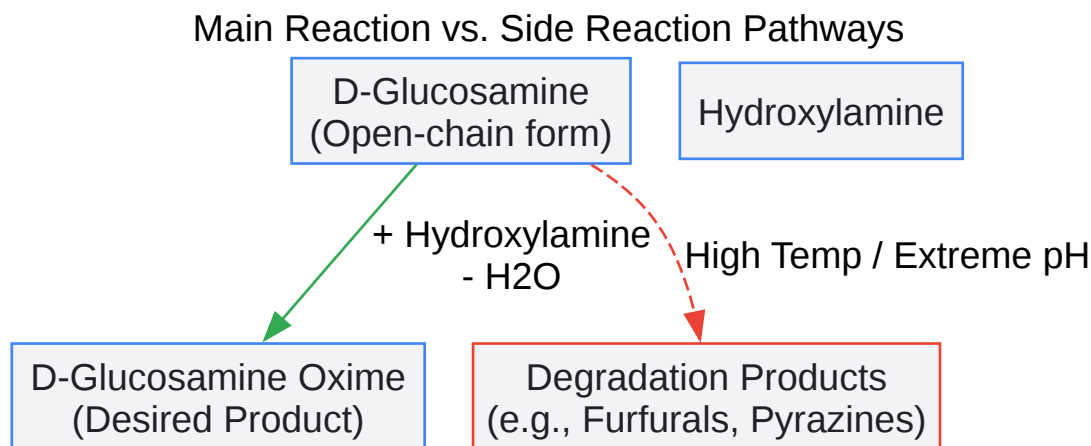 Main Reaction vs. Side Reaction Pathways
D-Glucosamine
(Open-chain form)
Hydroxylamine
+ Hydroxylamine
- H2O
High Temp / Extreme pH
D-Glucosamine Oxime
(Desired Product)
Degradation Products
(e.g., Furfurals, Pyrazines)